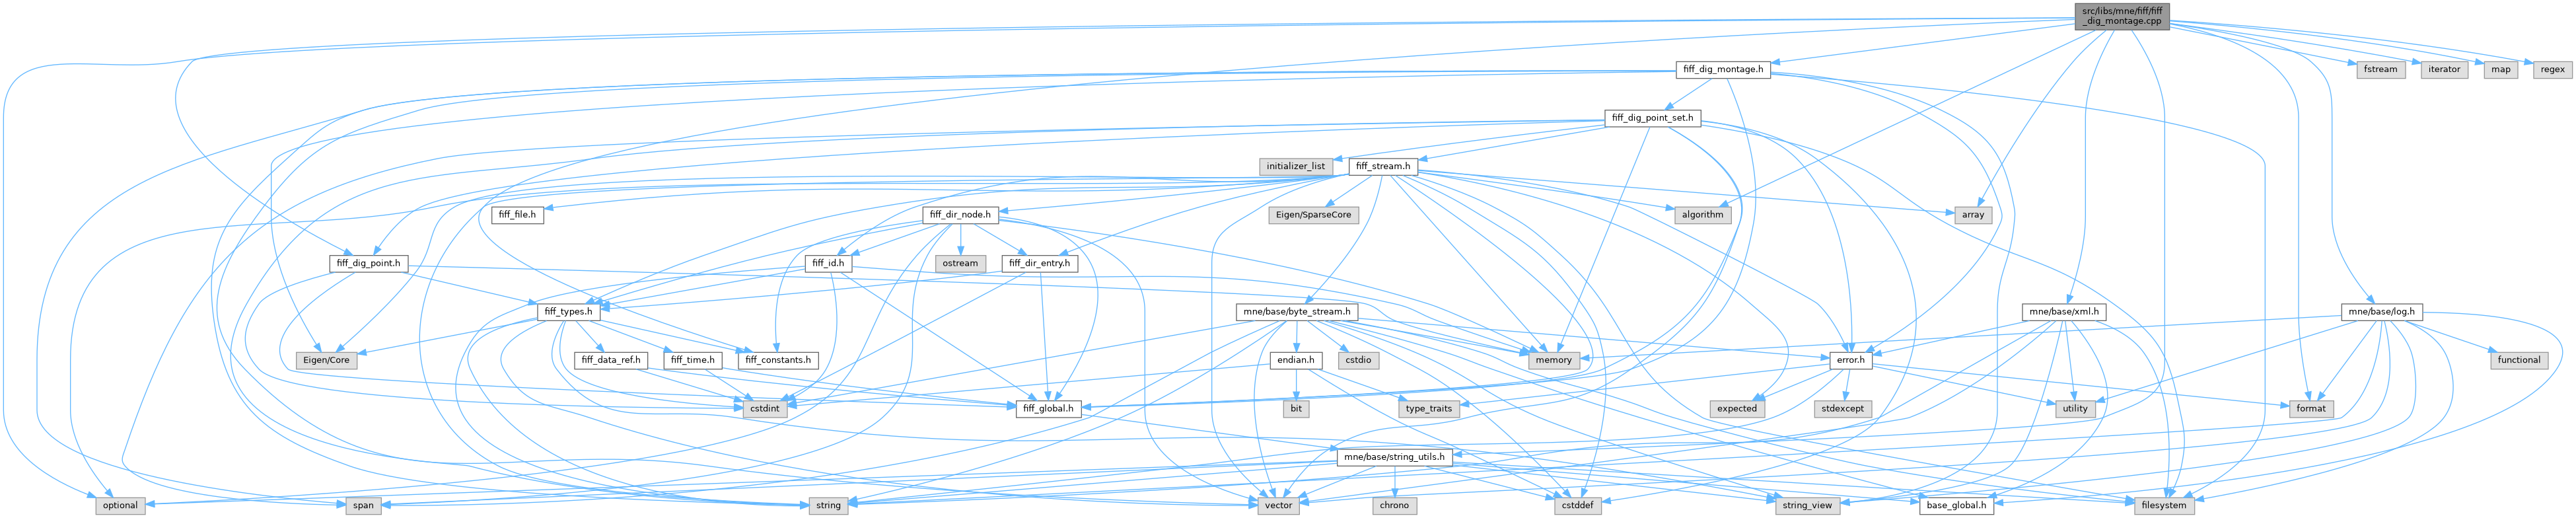 src/libs/mne/fiff/fiff
_dig_montage.cpp
fiff_dig_montage.h
fstream
iterator
map
regex
fiff_dig_point_set.h
initializer_list
fiff_stream.h
fiff_file.h
fiff_dir_node.h
Eigen/SparseCore
algorithm
array
fiff_dig_point.h
fiff_id.h
ostream
fiff_dir_entry.h
fiff_types.h
mne/base/byte_stream.h
mne/base/xml.h
mne/base/log.h
Eigen/Core
fiff_data_ref.h
fiff_time.h
fiff_constants.h
endian.h
cstdio
memory
error.h
functional
cstdint
fiff_global.h
bit
type_traits
expected
stdexcept
utility
format
mne/base/string_utils.h
optional
span
string
vector
chrono
cstddef
string_view
base_global.h
filesystem